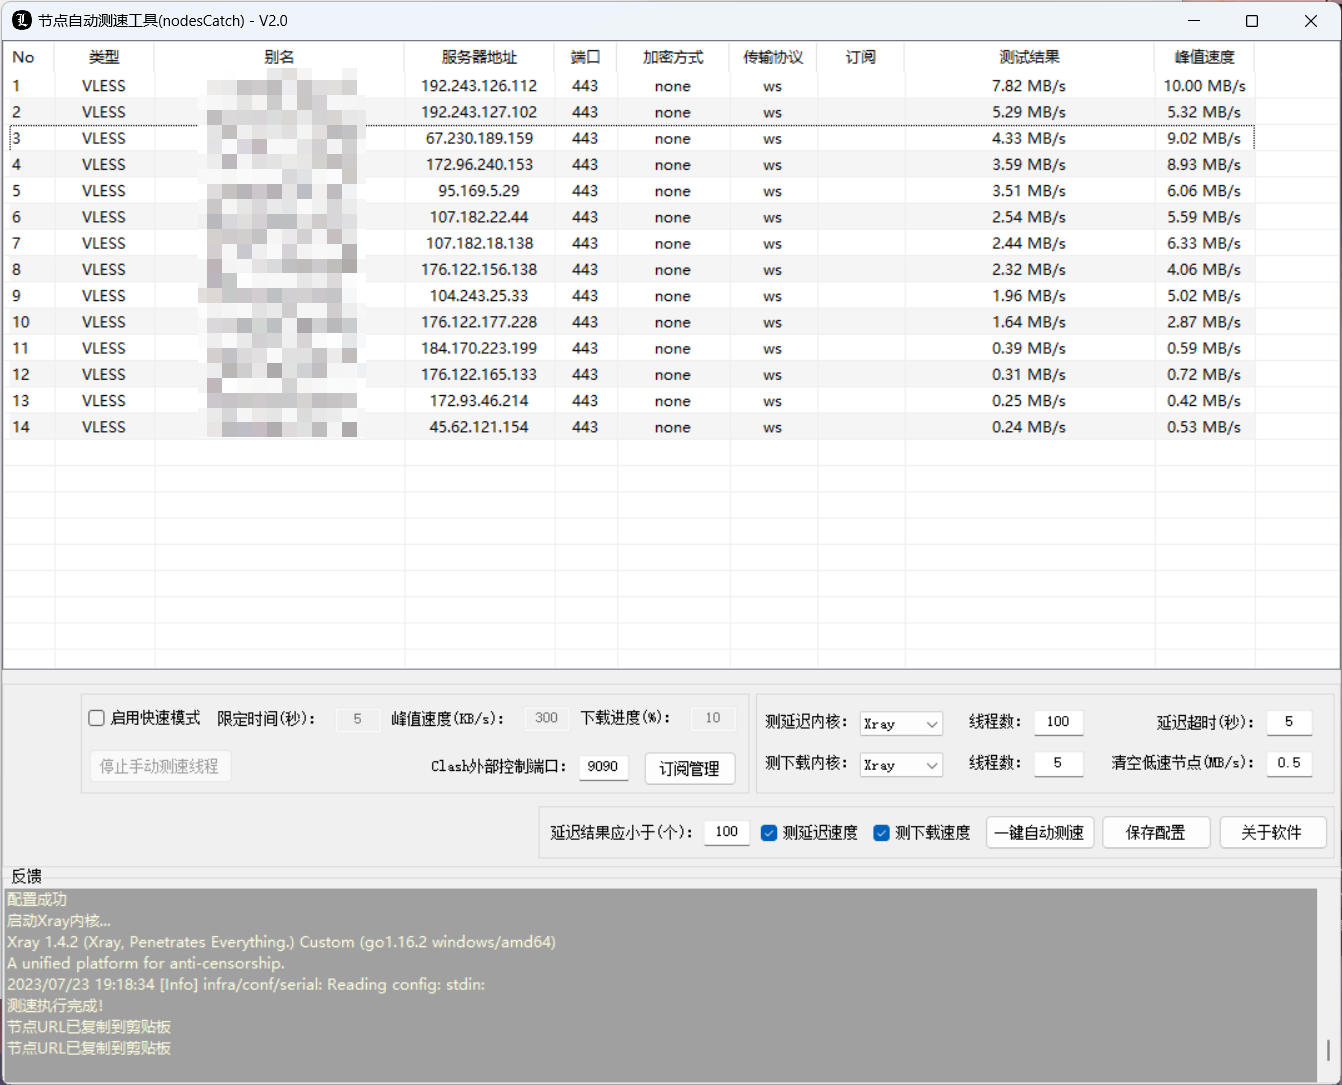 节点自动测速工具(nodesCatch) - V2.0
No 类型 别名 服务器地址 端口 加密方式 传输协议 订阅 测试结果 峰值速度
1 VLESS 192.243.126.112 443 none ws 7.82 MB/s 10.00 MB/s
2 VLESS 192.243.127.102 443 none ws 5.29 MB/s 5.32 MB/s
3 VLESS 67.230.189.159 443 none ws 4.33 MB/s 9.02 MB/s
4 VLESS 172.96.240.153 443 none ws 3.59 MB/s 8.93 MB/s
5 VLESS 95.169.5.29 443 none ws 3.51 MB/s 6.06 MB/s
6 VLESS 107.182.22.44 443 none ws 2.54 MB/s 5.59 MB/s
7 VLESS 107.182.18.138 443 none ws 2.44 MB/s 6.33 MB/s
8 VLESS 176.122.156.138 443 none ws 2.32 MB/s 4.06 MB/s
9 VLESS 104.243.25.33 443 none ws 1.96 MB/s 5.02 MB/s
10 VLESS 176.122.177.228 443 none ws 1.64 MB/s 2.87 MB/s
11 VLESS 184.170.223.199 443 none ws 0.39 MB/s 0.59 MB/s
12 VLESS 176.122.165.133 443 none ws 0.31 MB/s 0.72 MB/s
13 VLESS 172.93.46.214 443 none ws 0.25 MB/s 0.42 MB/s
14 VLESS 45.62.121.154 443 none ws 0.24 MB/s 0.53 MB/s
启用快速模式 限定时间(秒): 5 峰值速度(KB/s): 300 下载进度(%): 10
测延迟内核: Xray 线程数: 100 延迟超时(秒): 5
停止手动测速线程 Clash外部控制端口: 9090 订阅管理
测下载内核: Xray 线程数: 5 清空低速节点(MB/s): 0.5
延迟结果应小于(个): 100 测延迟速度 测下载速度 一键自动测速 保存配置 关于软件
反馈
配置成功
启动Xray内核...
Xray 1.4.2 (Xray, Penetrates Everything.) Custom (go1.16.2 windows/amd64)
A unified platform for anti-censorship.
2023/07/23 19:18:34 [Info] infra/conf/serial: Reading config: stdin:
测速执行完成!
节点URL已复制到剪贴板
节点URL已复制到剪贴板